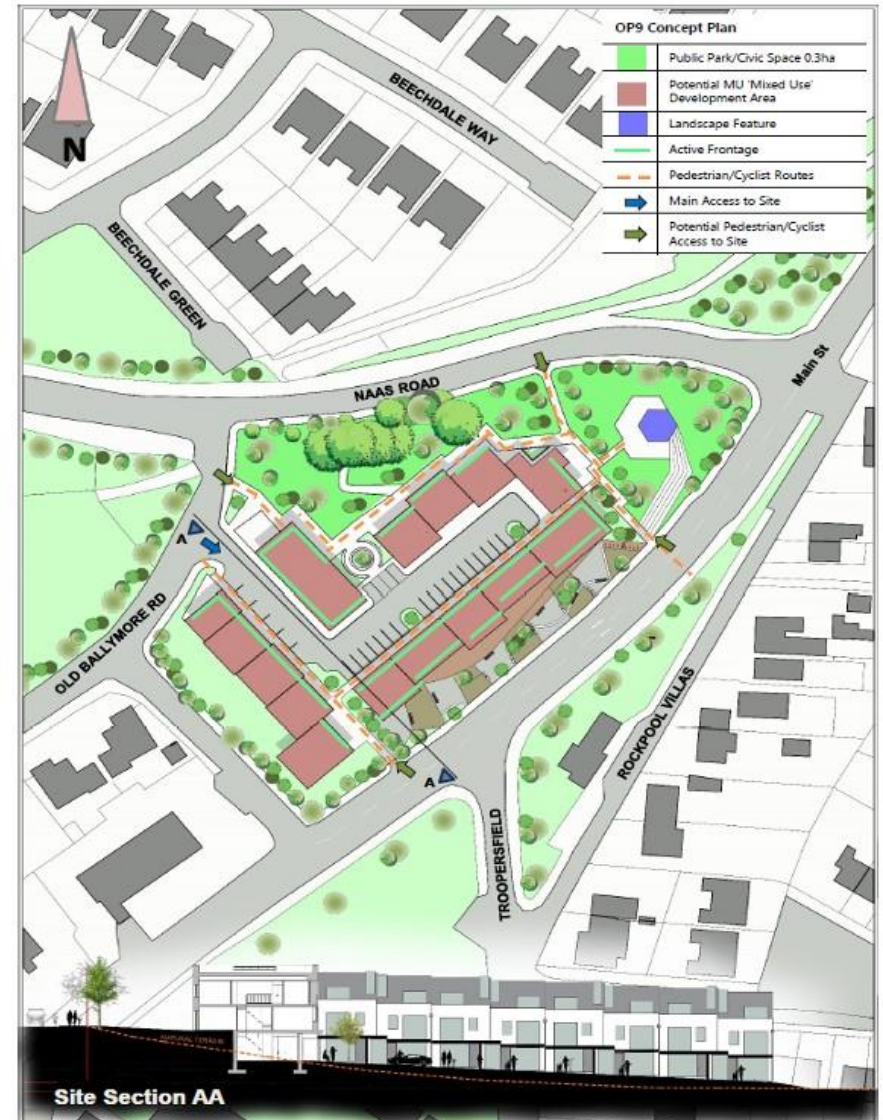 OP9 Concept Plan
Public Park/Civic Space 0.3ha
Potential MU 'Mixed Use'
Development Area
Landscape Feature
Active Frontage
Pedestrian/Cyclist Routes
Main Access to Site
Potential Pedestrian/Cyclist
Access to Site
N
BEECHDALE WAY
BEECHDALE GREEN
NAAS ROAD
Main St
A
OLD BALLYMORE RD
A
ROCKPOOL VILLAS
TROOPERSFIELD
Site Section AA